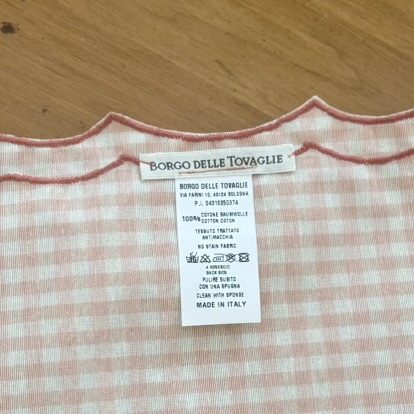 BORGO DELLE TOVAGLIE
BORGO DELLE TOVAGLIE
VIA FARINI 10, 40124 BOLOGNA
P.I. 04316250374
100% COTONE BAUMWOLLE
COTTON COTON
TESSUTO TRATTATO
ANTIMACCHIA
NO STAIN FABRIC
A ROVESCIO
BACK SIDE
PULIRE SUBITO
CON UNA SPUGNA
CLEAN WITH SPONGE
MADE IN ITALY